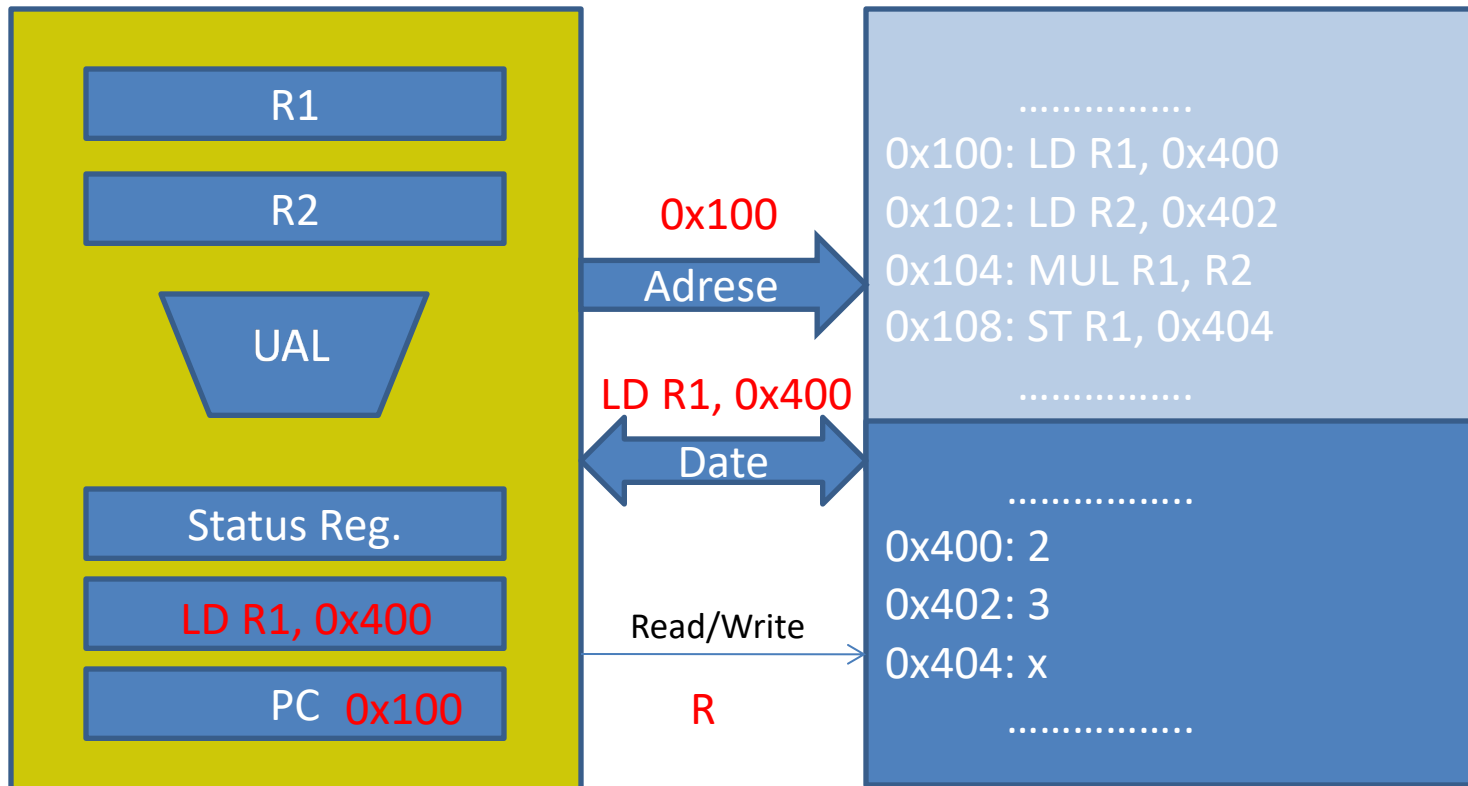 R1
R2
UAL
Status Reg.
LD R1, 0x400
PC 0x100
0x100
Adrese
LD R1, 0x400
Date
Read/Write
R
................
0x100: LD R1, 0x400
0x102: LD R2, 0x402
0x104: MUL R1, R2
0x108: ST R1, 0x404
................
.................
0x400: 2
0x402: 3
0x404: x
.................